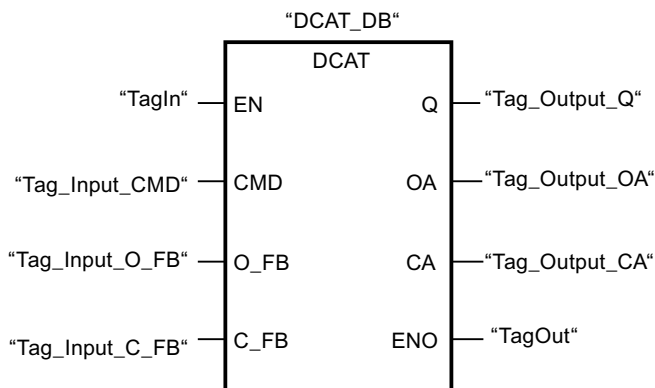 "DCAT_DB“
DCAT
“TagIn“ EN Q “Tag_Output_Q“
“Tag_Input_CMD“ CMD OA “Tag_Output_OA“
“Tag_Input_O_FB“ O_FB CA “Tag_Output_CA“
“Tag_Input_C_FB“ C_FB ENO “TagOut“